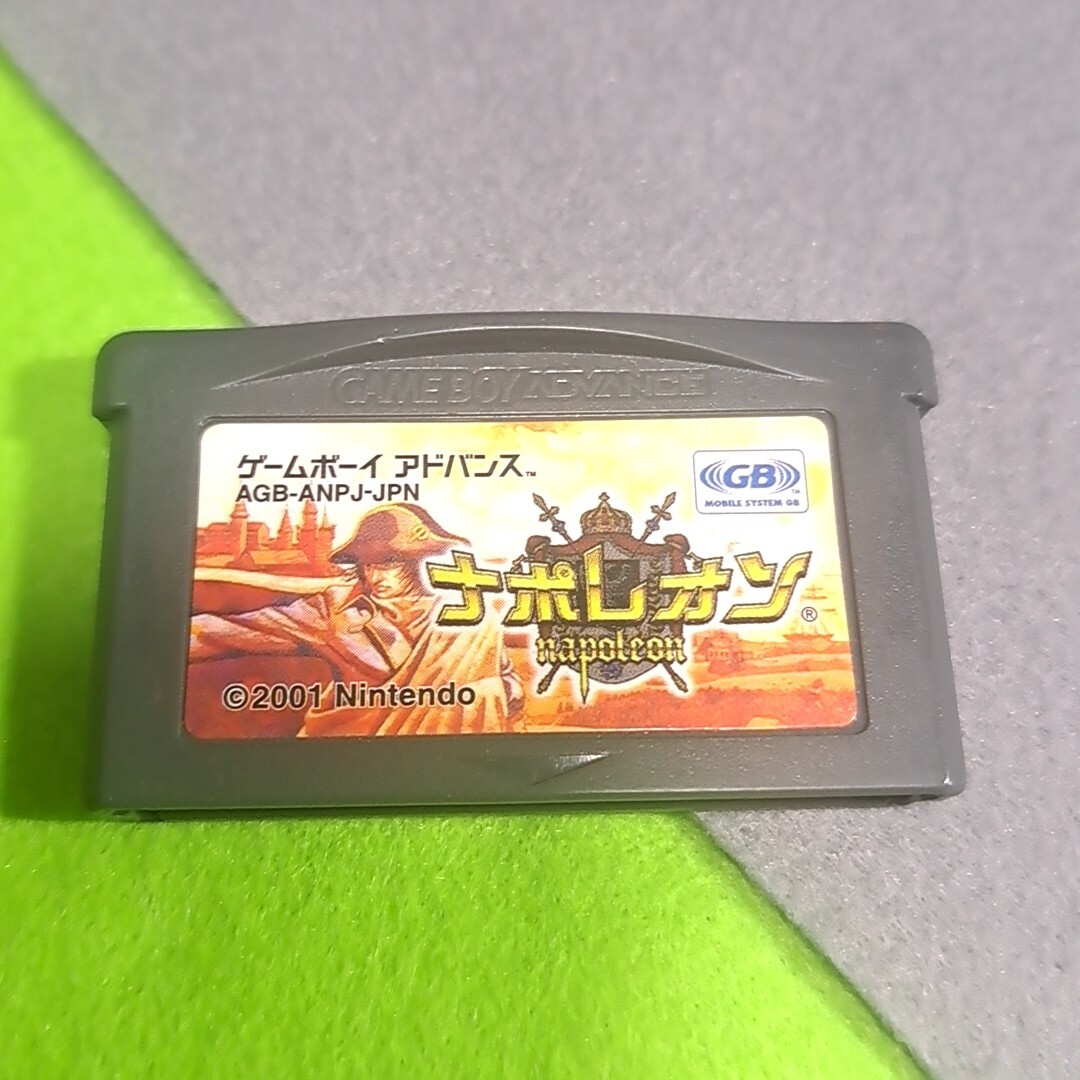 GAME BOY ADVANCE
ゲームボーイ アドバンス™
AGB-ANPJ-JPN
GB™
MOBILE SYSTEM GB
ナポレオン®
napoleon
©2001 Nintendo